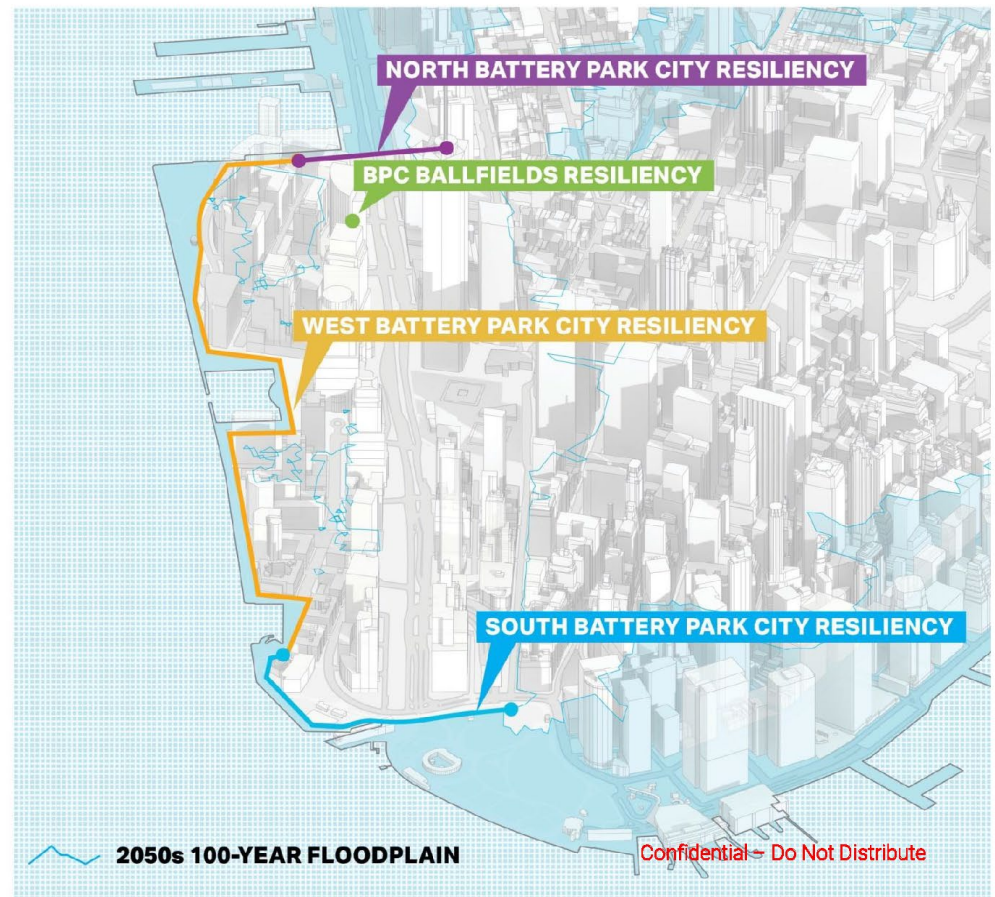 NORTH BATTERY PARK CITY RESILIENCY
BPC BALLFIELDS RESILIENCY
WEST BATTERY PARK CITY RESILIENCY
SOUTH BATTERY PARK CITY RESILIENCY
2050s 100-YEAR FLOODPLAIN
Confidential – Do Not Distribute